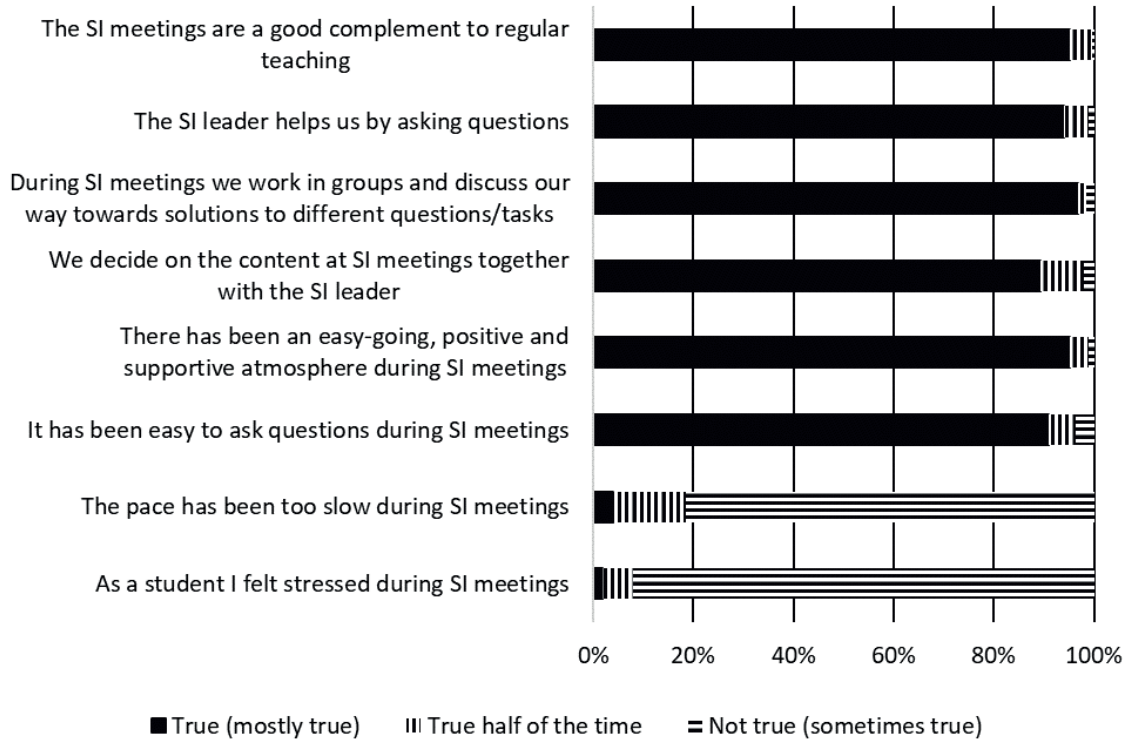 The SI meetings are a good complement to regular
teaching
The SI leader helps us by asking questions
During SI meetings we work in groups and discuss our
way towards solutions to different questions/tasks
We decide on the content at SI meetings together
with the SI leader
There has been an easy-going, positive and
supportive atmosphere during SI meetings
It has been easy to ask questions during SI meetings
The pace has been too slow during SI meetings
As a student I felt stressed during SI meetings
0% 20% 40% 60% 80% 100%
True (mostly true) True half of the time Not true (sometimes true)